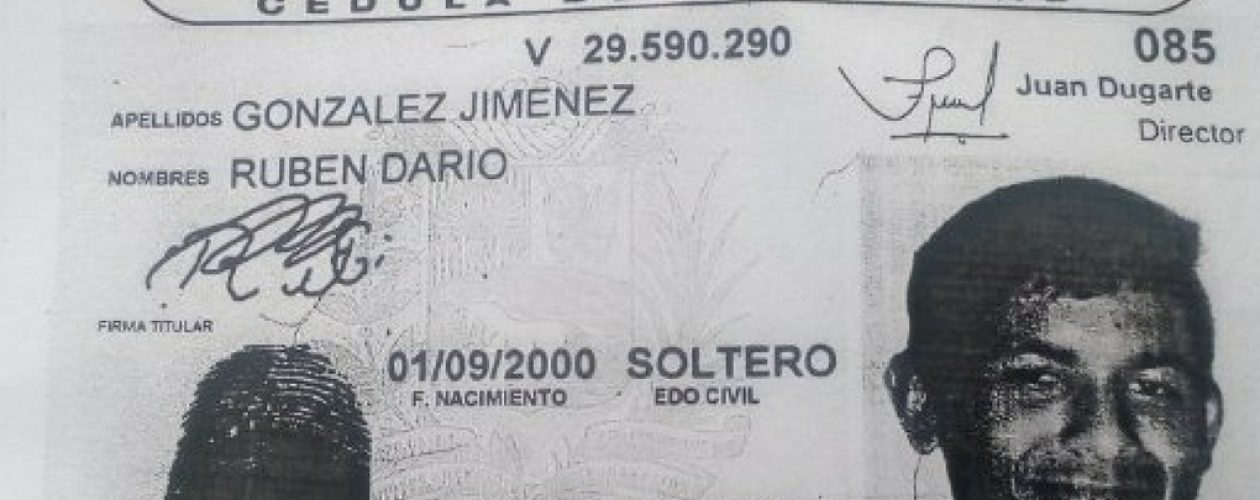 V 29.590.290
085
Juan Dugarte
Director
APELLIDOS GONZALEZ JIMENEZ
NOMBRES RUBEN DARIO
FIRMA TITULAR
01/09/2000 SOLTERO
F. NACIMIENTO EDO CIVIL